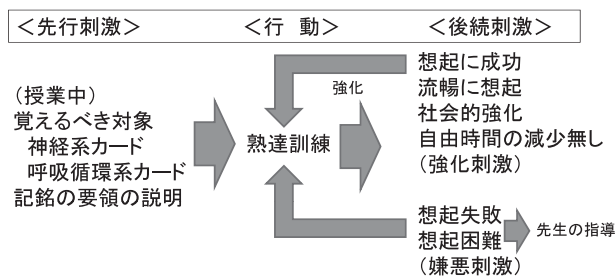 ＜先行刺激＞　＜行 動＞　＜後続刺激＞
（授業中）
覚えるべき対象
神経系カード
呼吸循環系カード
記銘の要領の説明
熟達訓練
強化
想起に成功
流暢に想起
社会的強化
自由時間の減少無し
（強化刺激）
想起失敗
想起困難
（嫌悪刺激）
先生の指導